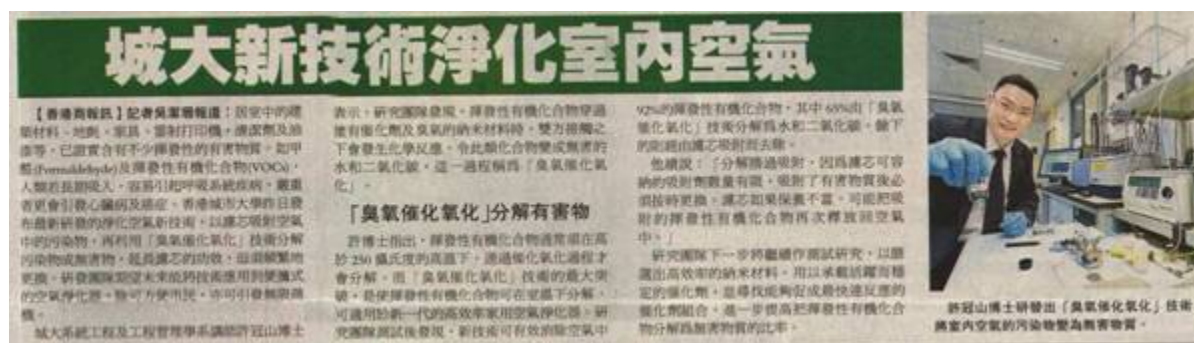 城大新技術淨化室內空氣
【香港商報訊】記者吳潔珊報道：居室中的建
築材料、地氈、家具、雷射打印機、清潔劑及油
漆等，已證實含有不少揮發性的有害物質，如甲
醛(Formaldehyde)及揮發性有機化合物(VOCs)，
人類若長期吸入，容易引起呼吸系統疾病，嚴重
者更會引發心臟病及癌症。香港城市大學昨日發
布最新研發的淨化空氣新技術，以濾芯吸附空氣
中的污染物，再利用「臭氧催化氧化」技術分解
污染物成無害物，延長濾芯的功效，毋須頻繁地
更換。研發團隊期望未來能將技術應用到便攜式
的空氣淨化器，除可方便市民，亦可引發無限商
機。
城大系統工程及工程管理學系講師許冠山博士
表示，研究團隊發現，揮發性有機化合物穿過
載有催化劑及臭氧的納米材料時，雙方接觸之
下會發生化學反應，令此類化合物變成無害的
水和二氧化碳，這一過程稱為「臭氧催化氧
化」。
「臭氧催化氧化」分解有害物
許博士指出，揮發性有機化合物通常須在高
於250攝氏度的高溫下，透過催化氧化過程才
會分解。而「臭氧催化氧化」技術的最大突
破，是使揮發性有機化合物可在室溫下分解，
可適用於新一代的高效率家用空氣淨化器。研
究團隊測試後發現，新技術可有效消除空氣中
92%的揮發性有機化合物，其中65%由「臭氧
催化氧化」技術分解為水和二氧化碳，餘下
的則經由濾芯吸附而去除。
他續說：「分解勝過吸附，因為濾芯可容
納的吸附劑數量有限，吸附了有害物質後必
須按時更換。濾芯如果保養不當，可能把吸
附的揮發性有機化合物再次釋放回空氣
中。」
研究團隊下一步將繼續作測試研究，以篩
選出高效率的納米材料，用以承載活躍而穩
定的催化劑，並尋找能夠促成最快速反應的
催化劑組合，進一步提高把揮發性有機化合
物分解為無害物質的比率。
許冠山博士研發出「臭氧催化氧化」技術
將室內空氣的污染物變為無害物質。